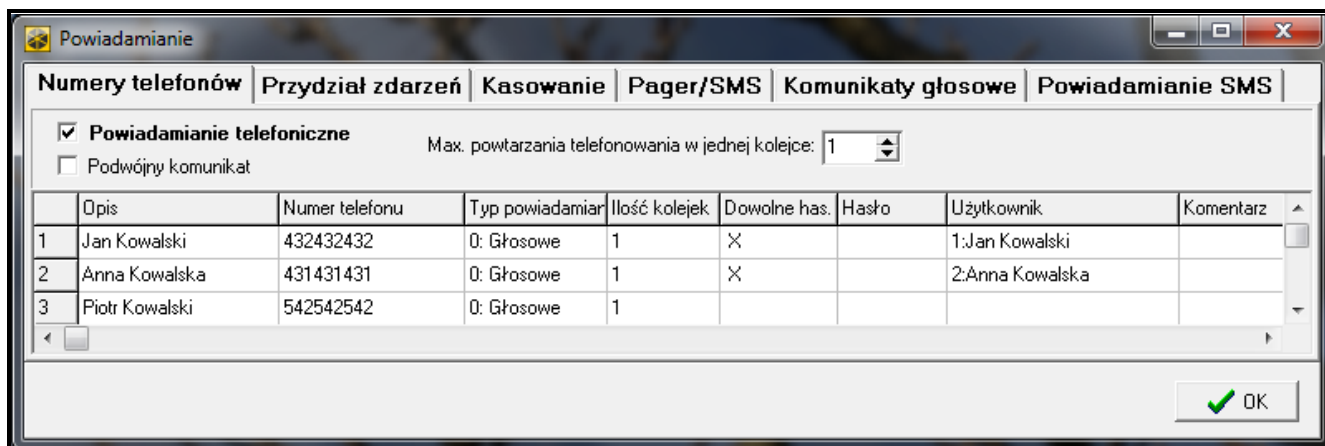 Powiadamianie
Numery telefonów Przydział zdarzeń Kasowanie Pager/SMS Komunikaty głosowe Powiadamianie SMS
Powiadamianie telefoniczne Max. powtarzania telefonowania w jednej kolejce: 1
Podwójny komunikat
Opis Numer telefonu Typ powiadamiar Ilość kolejek Dowolne has. Hasło Użytkownik Komentarz
1 Jan Kowalski 432432432 0: Głosowe 1 X 1:Jan Kowalski
2 Anna Kowalska 431431431 0: Głosowe 1 X 2:Anna Kowalska
3 Piotr Kowalski 542542542 0: Głosowe 1
OK